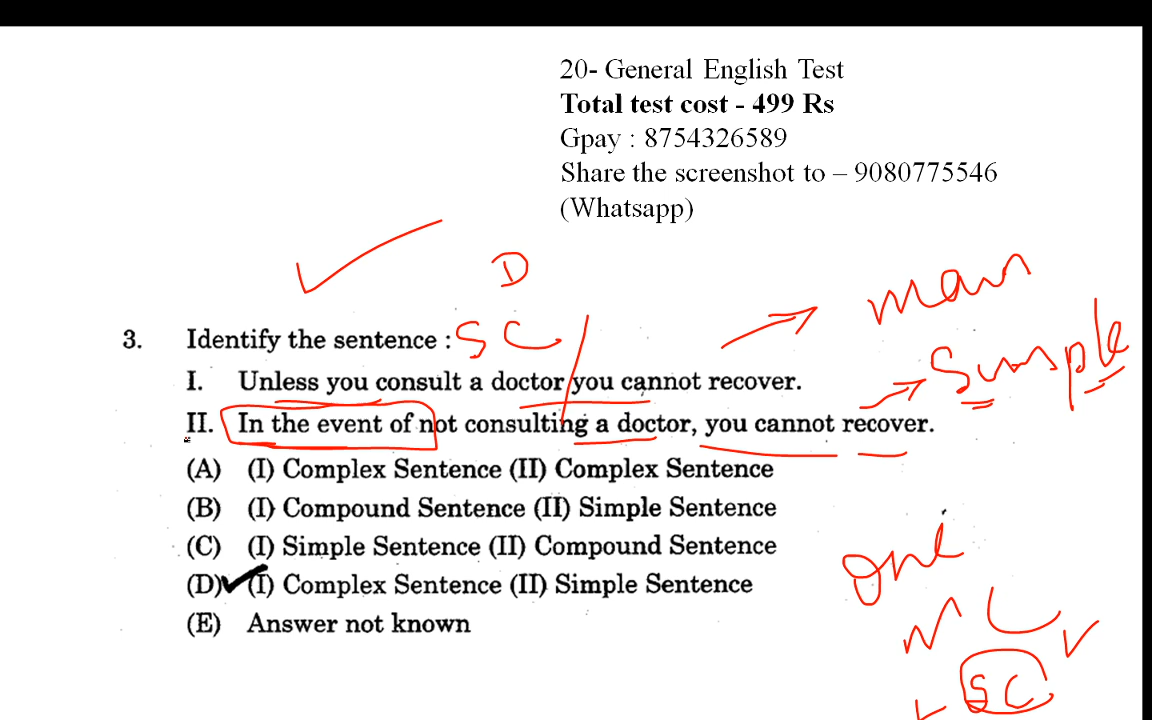 20- General English Test
Total test cost - 499 Rs
Gpay : 8754326589
Share the screenshot to – 9080775546
(Whatsapp)
D
main
3. Identify the sentence : SC
Simple
I. Unless you consult a doctor you cannot recover.
II. In the event of not consulting a doctor, you cannot recover.
(A) (I) Complex Sentence (II) Complex Sentence
(B) (I) Compound Sentence (II) Simple Sentence
(C) (I) Simple Sentence (II) Compound Sentence
(D) (I) Complex Sentence (II) Simple Sentence
(E) Answer not known
one
MC
SC